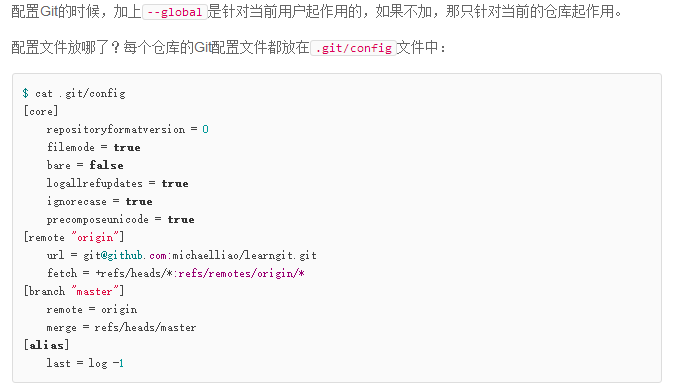 配置Git的时候，加上--global是针对当前用户起作用的，如果不加，那只针对当前的仓库起作用。
配置文件放哪了？每个仓库的Git配置文件都放在.git/config文件中：
$ cat .git/config
[core]
    repositoryformatversion = 0
    filemode = true
    bare = false
    logallrefupdates = true
    ignorecase = true
    precomposeunicode = true
[remote "origin"]
    url = git@github.com:michaelliao/learngit.git
    fetch = +refs/heads/*:refs/remotes/origin/*
[branch "master"]
    remote = origin
    merge = refs/heads/master
[alias]
    last = log -1